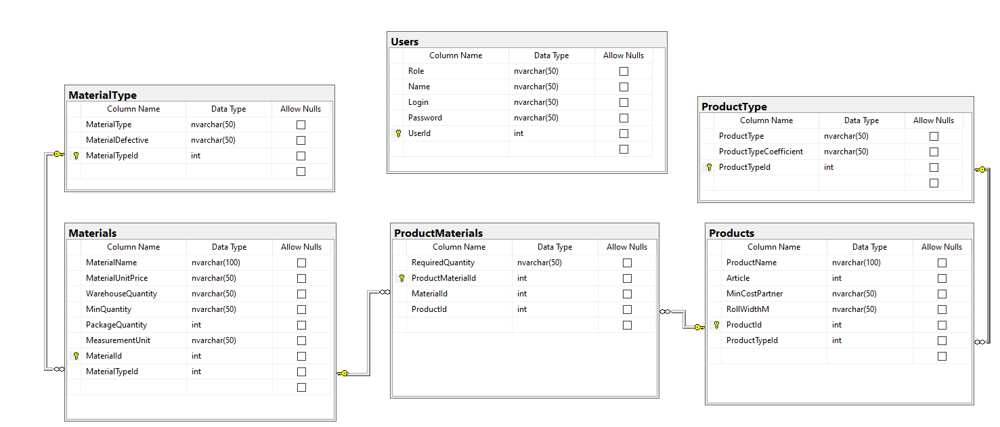 Users
Column Name Data Type Allow Nulls
Role nvarchar(50)
Name nvarchar(50)
Login nvarchar(50)
Password nvarchar(50)
UserId int
MaterialType
Column Name Data Type Allow Nulls
MaterialType nvarchar(50)
MaterialDefective nvarchar(50)
MaterialTypeId int
ProductType
Column Name Data Type Allow Nulls
ProductType nvarchar(50)
ProductTypeCoefficient nvarchar(50)
ProductTypeId int
Materials
Column Name Data Type Allow Nulls
MaterialName nvarchar(100)
MaterialUnitPrice nvarchar(50)
WarehouseQuantity nvarchar(50)
MinQuantity nvarchar(50)
PackageQuantity int
MeasurementUnit nvarchar(50)
MaterialId int
MaterialTypeId int
ProductMaterials
Column Name Data Type Allow Nulls
RequiredQuantity nvarchar(50)
ProductMaterialId int
MaterialId int
ProductId int
Products
Column Name Data Type Allow Nulls
ProductName nvarchar(100)
Article int
MinCostPartner nvarchar(50)
RollWidthM nvarchar(50)
ProductId int
ProductTypeId int